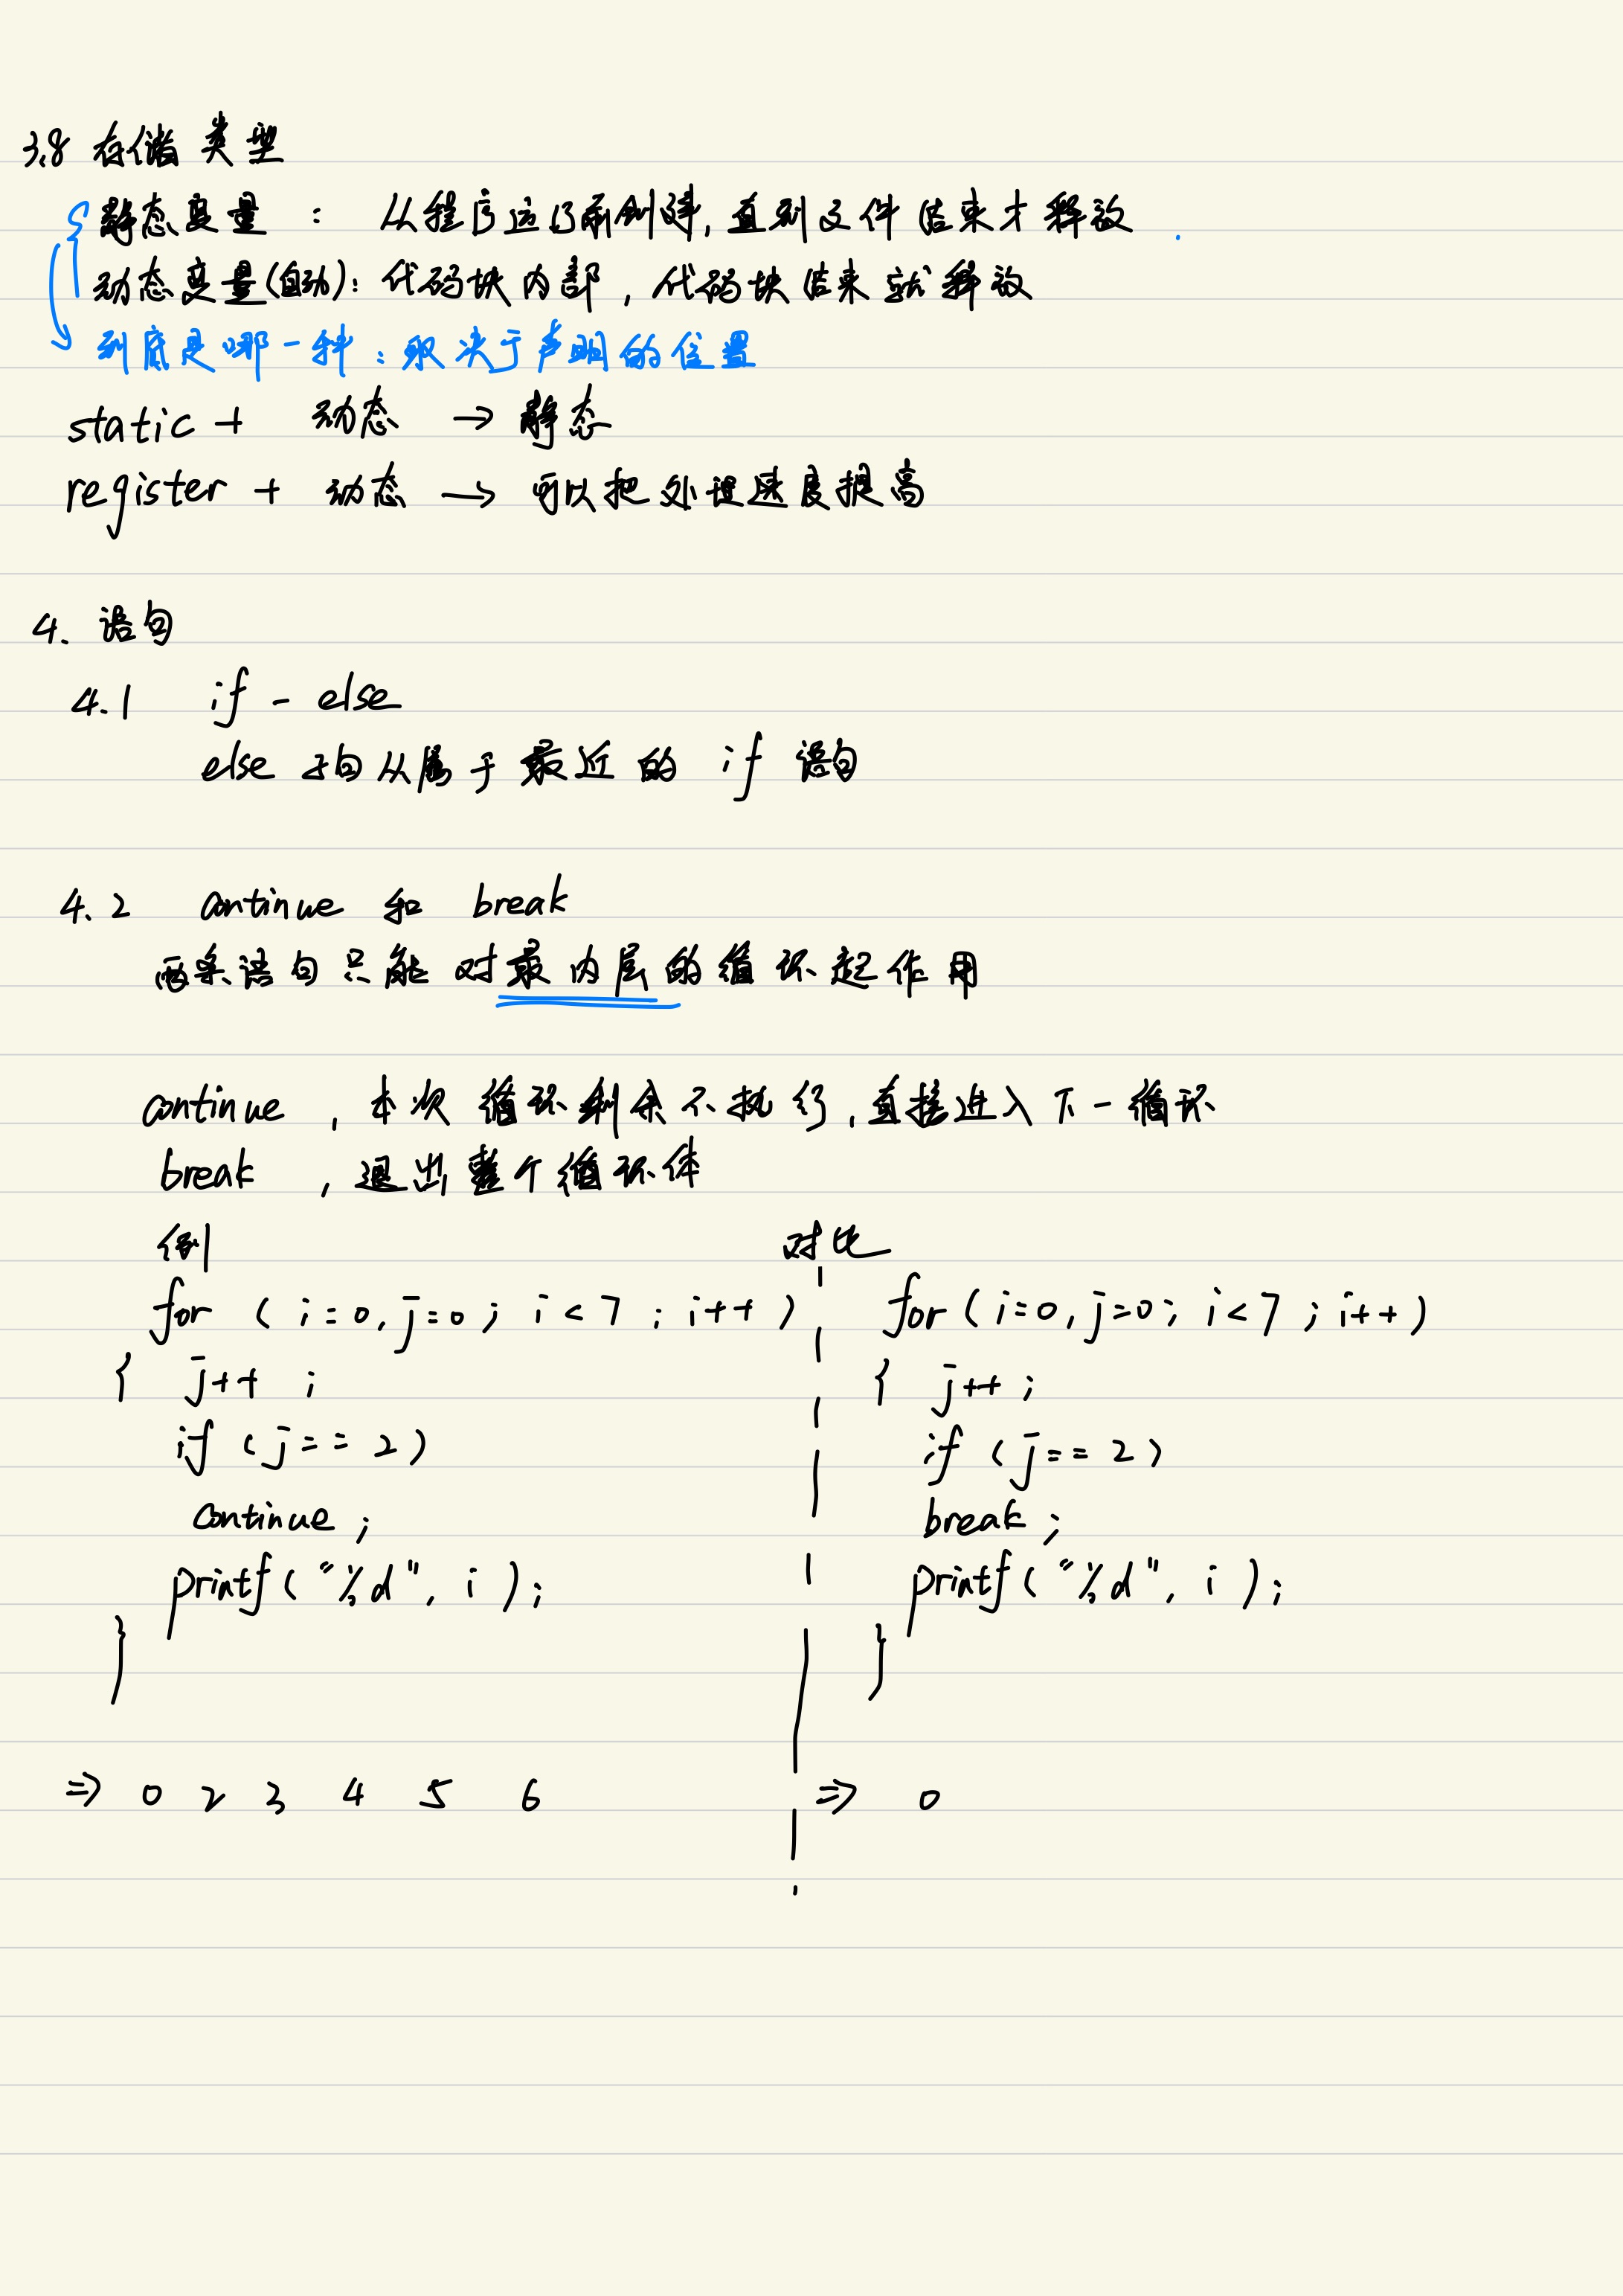 3.8 存储类型
静态变量 : 从程序运行前创建, 直到文件结束才释放
动态变量(自动): 代码块内部, 代码块结束就释放
到底是哪一种: 取决于声明的位置
static + 动态 → 静态
register + 动态 → 可以把处理速度提高
4. 语句
4.1 if - else
else 子句从属于最近的 if 语句
4.2 continue 和 break
两条语句只能对最内层的循环起作用
continue , 本次循环剩余不执行, 直接进入下一循环
break , 退出整个循环体
例
for ( i=0, j=0; i<7; i++ )
{ j++ ;
if ( j== 2)
continue ;
printf( "%d", i );
}
⇒ 0 2 3 4 5 6
对比
for ( i=0, j=0; i<7; i++)
{ j++ ;
if ( j== 2)
break ;
printf( "%d", i );
}
⇒ 0